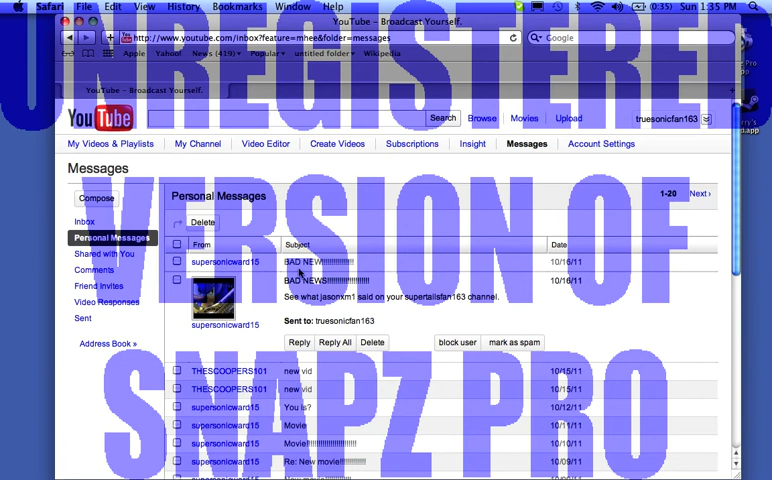 Safari File Edit View History Bookmarks Window Help (0:35) Sun 1:35 PM
YouTube – Broadcast Yourself.
http://www.youtube.com/inbox?feature=mhee&folder=messages Google
Apple Yahoo! News (419) Popular untitled folder Wikipedia
YouTube – Broadcast Yourself.
UNREGISTERED
YouTube Search Browse Movies Upload truesonicfan163
My Videos & Playlists My Channel Video Editor Create Videos Subscriptions Insight Messages Account Settings
Messages
Compose Personal Messages 1-20 Next ›
Inbox Delete
Personal Messages From Subject Date
Shared with You supersonicward15 BAD NEW!!!!!!!!!!!!!!! 10/16/11
Comments
Friend Invites BAD NEWS!!!!!!!!!!!!!!!!!!!! 10/16/11
Video Responses See what jasonxm1 said on your supertailsfan163 channel.
Sent Sent to: truesonicfan163
supersonicward15
Address Book » Reply Reply All Delete block user mark as spam
VERSION OF
THESCOOPERS101 new vid 10/15/11
THESCOOPERS101 new vid 10/15/11
supersonicward15 You is? 10/12/11
supersonicward15 Movie 10/11/11
supersonicward15 Movie!!!!!!!!!!!!!!!!!!!!! 10/10/11
supersonicward15 Re: New movie!!!!!!!!!!! 10/09/11
SNAPZ PRO